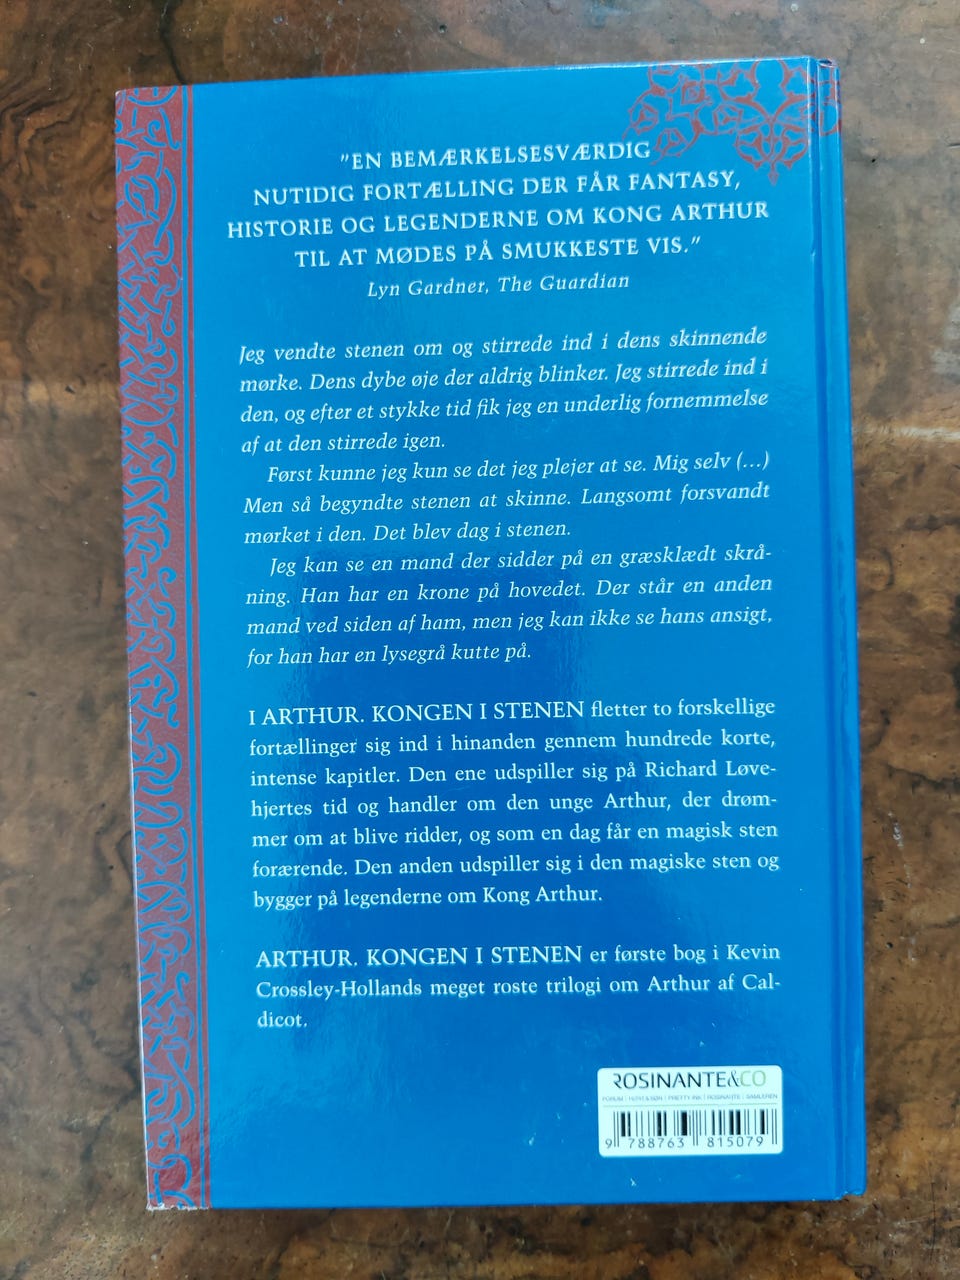 ”EN BEMÆRKELSESVÆRDIG
NUTIDIG FORTÆLLING DER FÅR FANTASY,
HISTORIE OG LEGENDERNE OM KONG ARTHUR
TIL AT MØDES PÅ SMUKKESTE VIS.”
Lyn Gardner, The Guardian
Jeg vendte stenen om og stirrede ind i dens skinnende
mørke. Dens dybe øje der aldrig blinker. Jeg stirrede ind i
den, og efter et stykke tid fik jeg en underlig fornemmelse
af at den stirrede igen.
Først kunne jeg kun se det jeg plejer at se. Mig selv (...)
Men så begyndte stenen at skinne. Langsomt forsvandt
mørket i den. Det blev dag i stenen.
Jeg kan se en mand der sidder på en græsklædt skrå-
ning. Han har en krone på hovedet. Der står en anden
mand ved siden af ham, men jeg kan ikke se hans ansigt,
for han har en lysegrå kutte på.
I ARTHUR. KONGEN I STENEN fletter to forskellige
fortællinger sig ind i hinanden gennem hundrede korte,
intense kapitler. Den ene udspiller sig på Richard Løve-
hjertes tid og handler om den unge Arthur, der drøm-
mer om at blive ridder, og som en dag får en magisk sten
forærende. Den anden udspiller sig i den magiske sten og
bygger på legenderne om Kong Arthur.
ARTHUR. KONGEN I STENEN er første bog i Kevin
Crossley-Hollands meget roste trilogi om Arthur af Cal-
dicot.
ROSINANTE&CO
FORUM | HØST & SØN | PRETTY INK | ROSINANTE | SAMLEREN
9 788763 815079